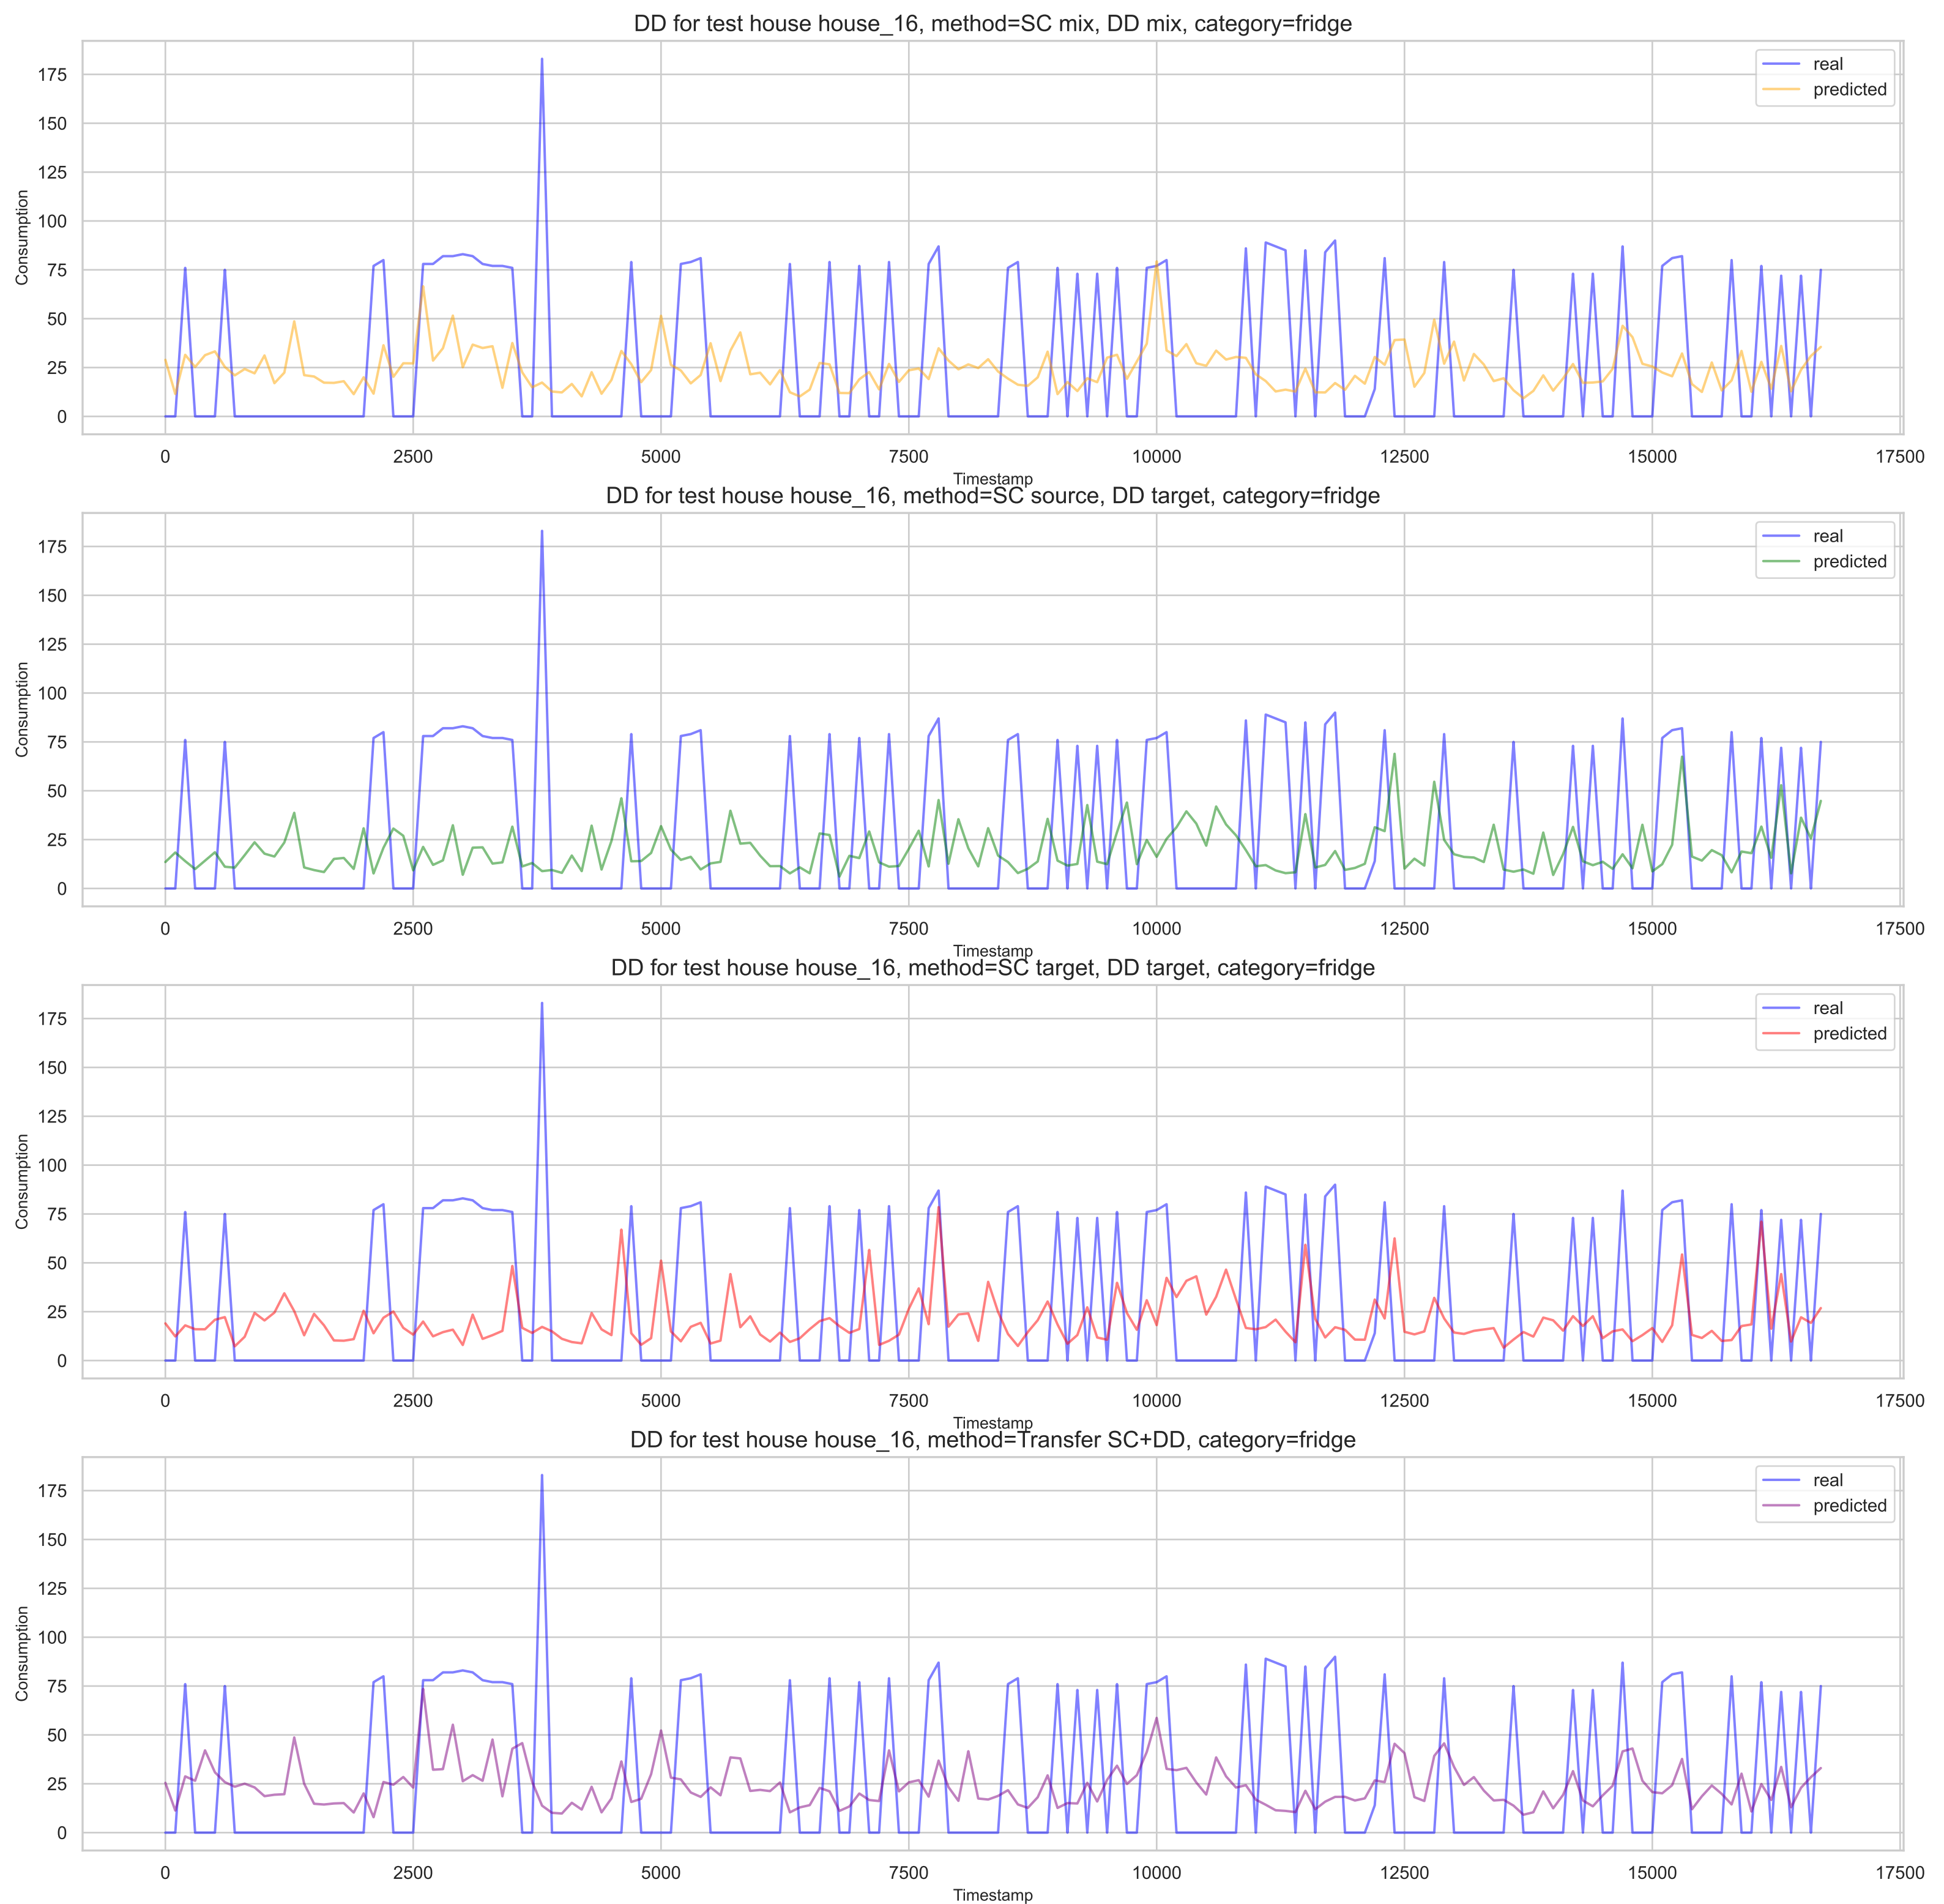 DD for test house house_16, method=SC mix, DD mix, category=fridge
175
150
125
100
75
50
25
0
Consumption
real
predicted
0 2500 5000 7500 10000 12500 15000 17500
Timestamp
DD for test house house_16, method=SC source, DD target, category=fridge
175
150
125
100
75
50
25
0
Consumption
real
predicted
0 2500 5000 7500 10000 12500 15000 17500
Timestamp
DD for test house house_16, method=SC target, DD target, category=fridge
175
150
125
100
75
50
25
0
Consumption
real
predicted
0 2500 5000 7500 10000 12500 15000 17500
Timestamp
DD for test house house_16, method=Transfer SC+DD, category=fridge
175
150
125
100
75
50
25
0
Consumption
real
predicted
0 2500 5000 7500 10000 12500 15000 17500
Timestamp